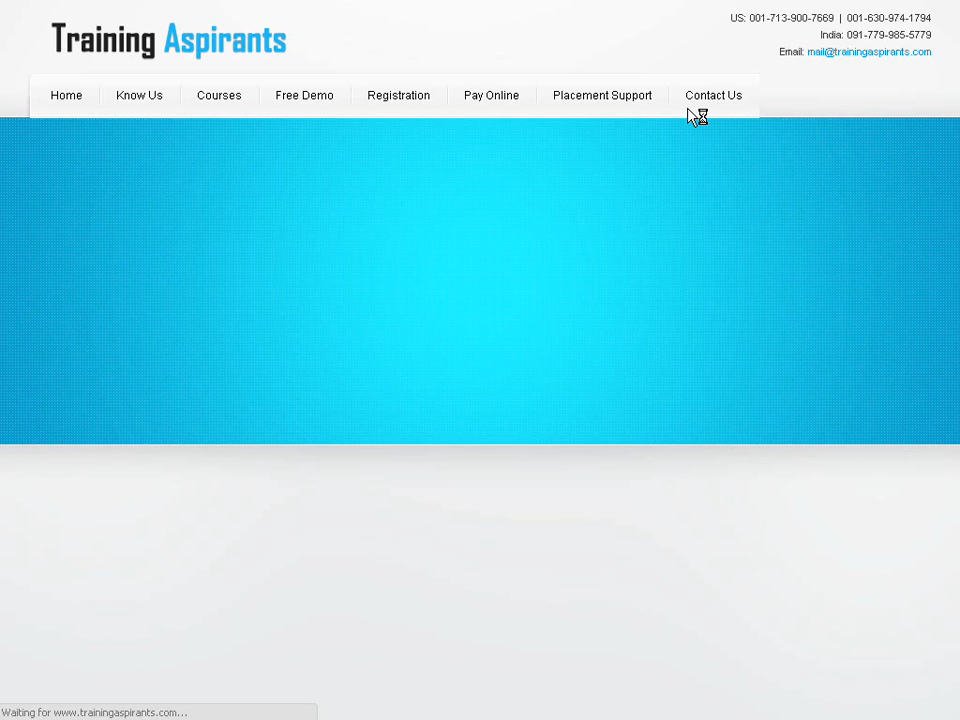 Training Aspirants
US: 001-713-900-7669 | 001-630-974-1794
India: 091-779-985-5779
Email: mail@trainingaspirants.com
Home Know Us Courses Free Demo Registration Pay Online Placement Support Contact Us
Waiting for www.trainingaspirants.com...